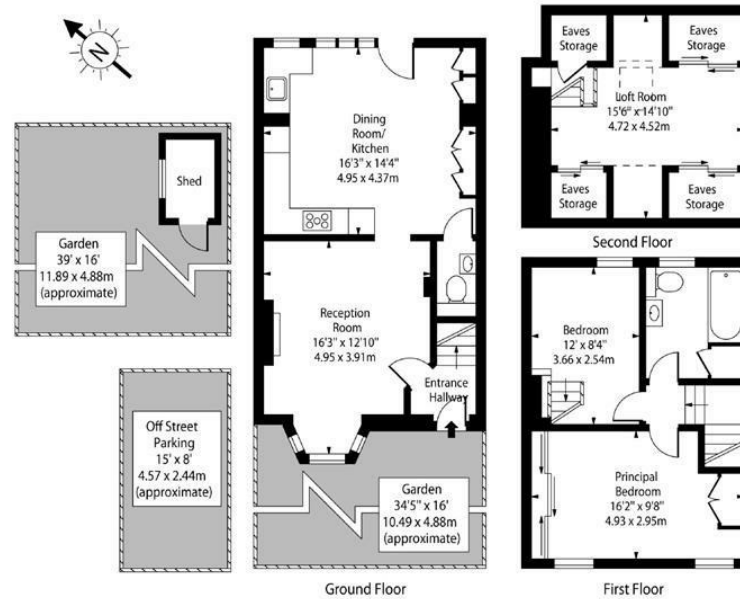 N
Shed
Garden
39' x 16'
11.89 x 4.88m
(approximate)
Off Street
Parking
15' x 8'
4.57 x 2.44m
(approximate)
Dining
Room/
Kitchen
16'3" x 14'4"
4.95 x 4.37m
Reception
Room
16'3" x 12'10"
4.95 x 3.91m
Entrance
Hallway
Garden
34'5" x 16'
10.49 x 4.88m
(approximate)
Ground Floor
Eaves
Storage
Eaves
Storage
Loft Room
15'6" x 14'10"
4.72 x 4.52m
Eaves
Storage
Eaves
Storage
Second Floor
Bedroom
12' x 8'4"
3.66 x 2.54m
Principal
Bedroom
16'2" x 9'8"
4.93 x 2.95m
First Floor